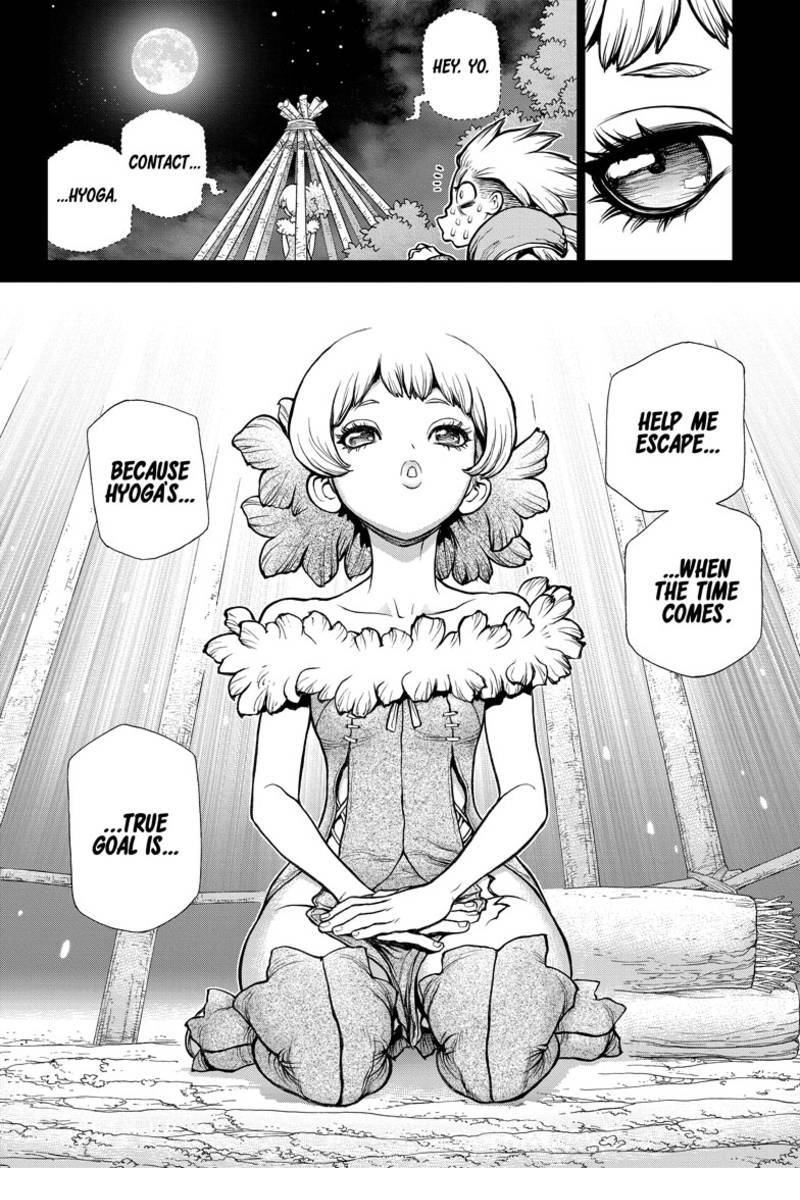 HEY. YO.
CONTACT...
...HYOGA.
HELP ME
ESCAPE...
...WHEN
THE TIME
COMES.
BECAUSE
HYOGA'S...
...TRUE
GOAL IS...